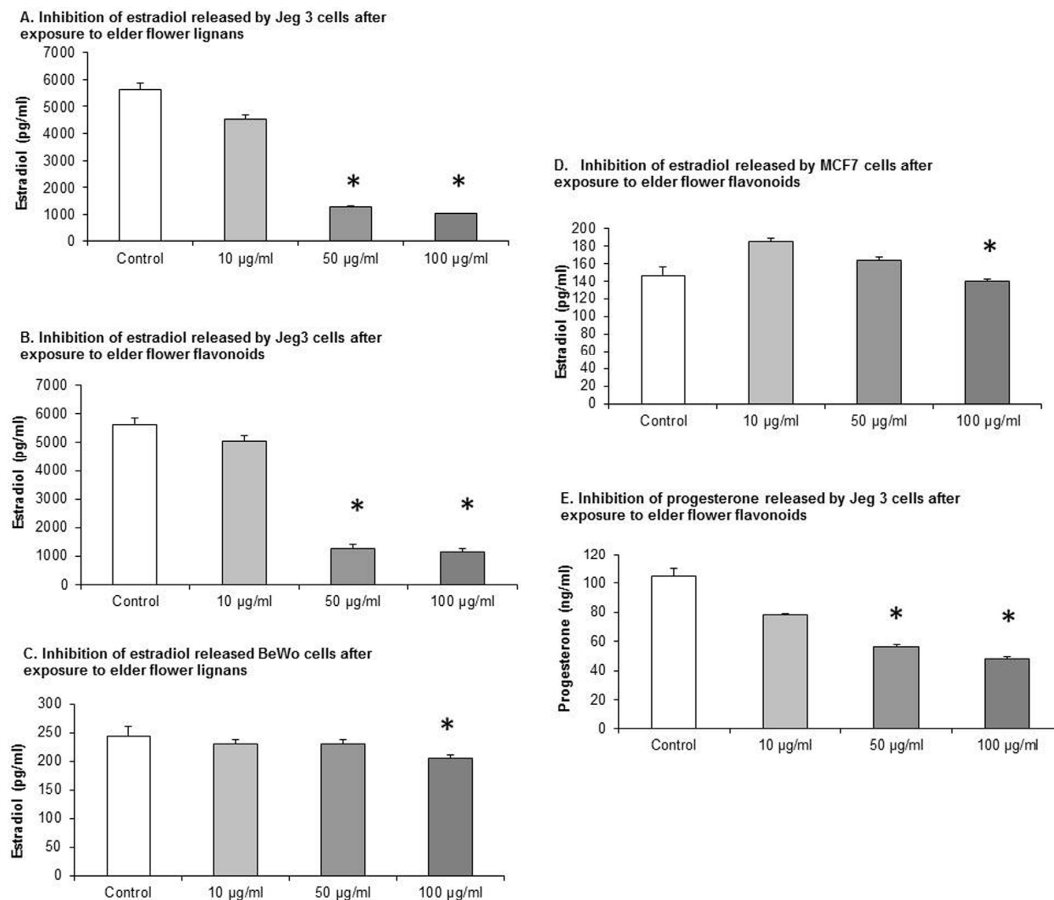 A. Inhibition of estradiol released by Jeg 3 cells after
exposure to elder flower lignans
7000
6000
5000
4000
3000
2000
1000
0
Estradiol (pg/ml)
* *
Control 10 µg/ml 50 µg/ml 100 µg/ml
B. Inhibition of estradiol released by Jeg3 cells after
exposure to elder flower flavonoids
7000
6000
5000
4000
3000
2000
1000
0
Estradiol (pg/ml)
* *
Control 10 µg/ml 50 µg/ml 100 µg/ml
C. Inhibition of estradiol released BeWo cells after
exposure to elder flower lignans
300
250
200
150
100
50
0
Estradiol (pg/ml)
*
Control 10 µg/ml 50 µg/ml 100 µg/ml
D. Inhibition of estradiol released by MCF7 cells after
exposure to elder flower flavonoids
200
180
160
140
120
100
80
60
40
20
0
Estradiol (pg/ml)
*
Control 10 µg/ml 50 µg/ml 100 µg/ml
E. Inhibition of progesterone released by Jeg 3 cells after
exposure to elder flower flavonoids
120
100
80
60
40
20
0
Progesterone (ng/ml)
* *
Control 10 µg/ml 50 µg/ml 100 µg/ml